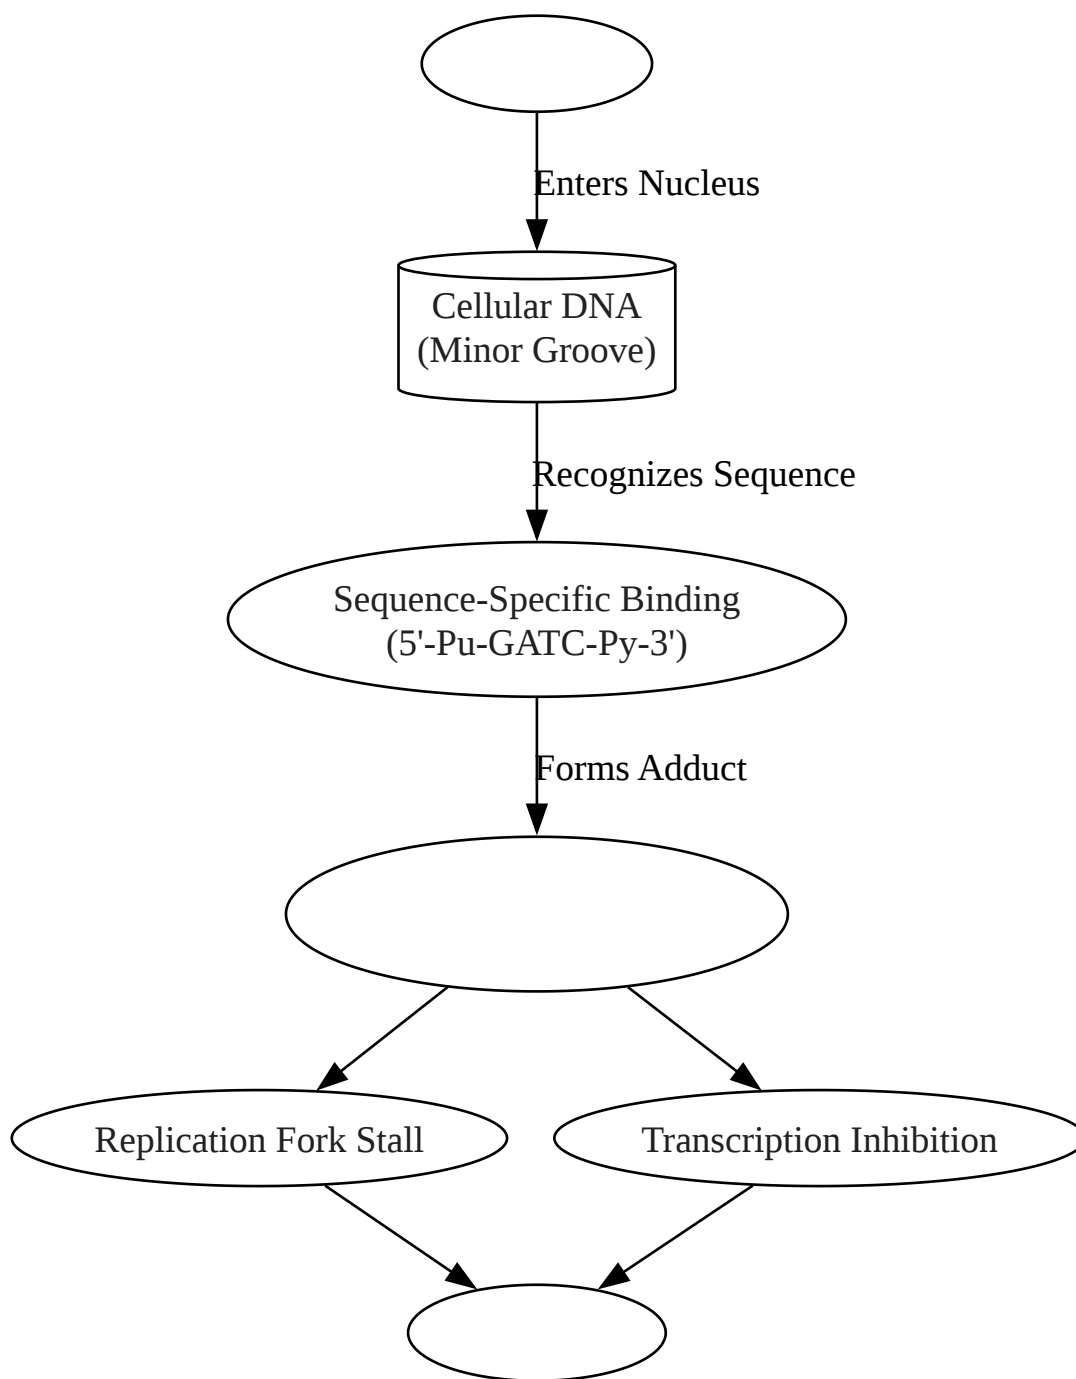 Enters Nucleus
Cellular DNA
(Minor Groove)
Recognizes Sequence
Sequence-Specific Binding
(5'-Pu-GATC-Py-3')
Forms Adduct
Replication Fork Stall
Transcription Inhibition